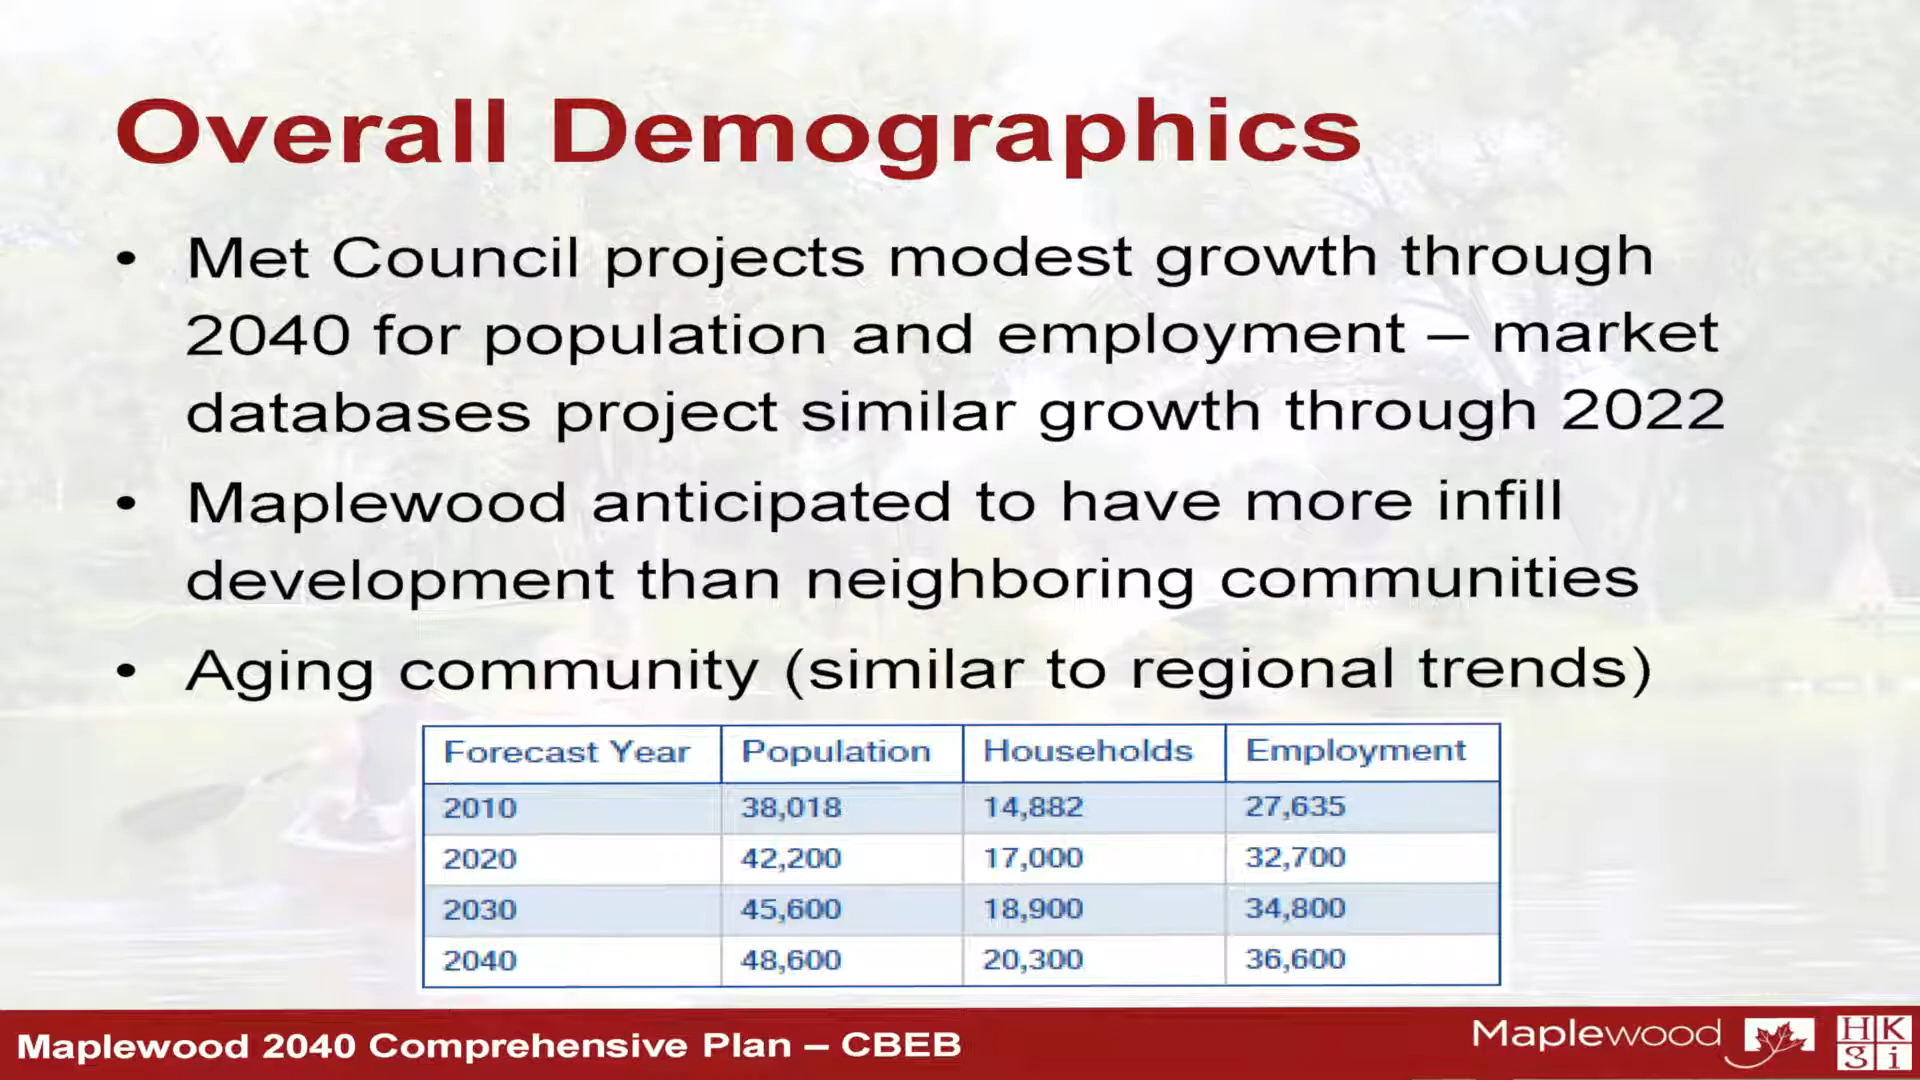 Overall Demographics
• Met Council projects modest growth through
2040 for population and employment – market
databases project similar growth through 2022
• Maplewood anticipated to have more infill
development than neighboring communities
• Aging community (similar to regional trends)
Forecast Year Population Households Employment
2010 38,018 14,882 27,635
2020 42,200 17,000 32,700
2030 45,600 18,900 34,800
2040 48,600 20,300 36,600
Maplewood 2040 Comprehensive Plan – CBEB
Maplewood
HK
gi